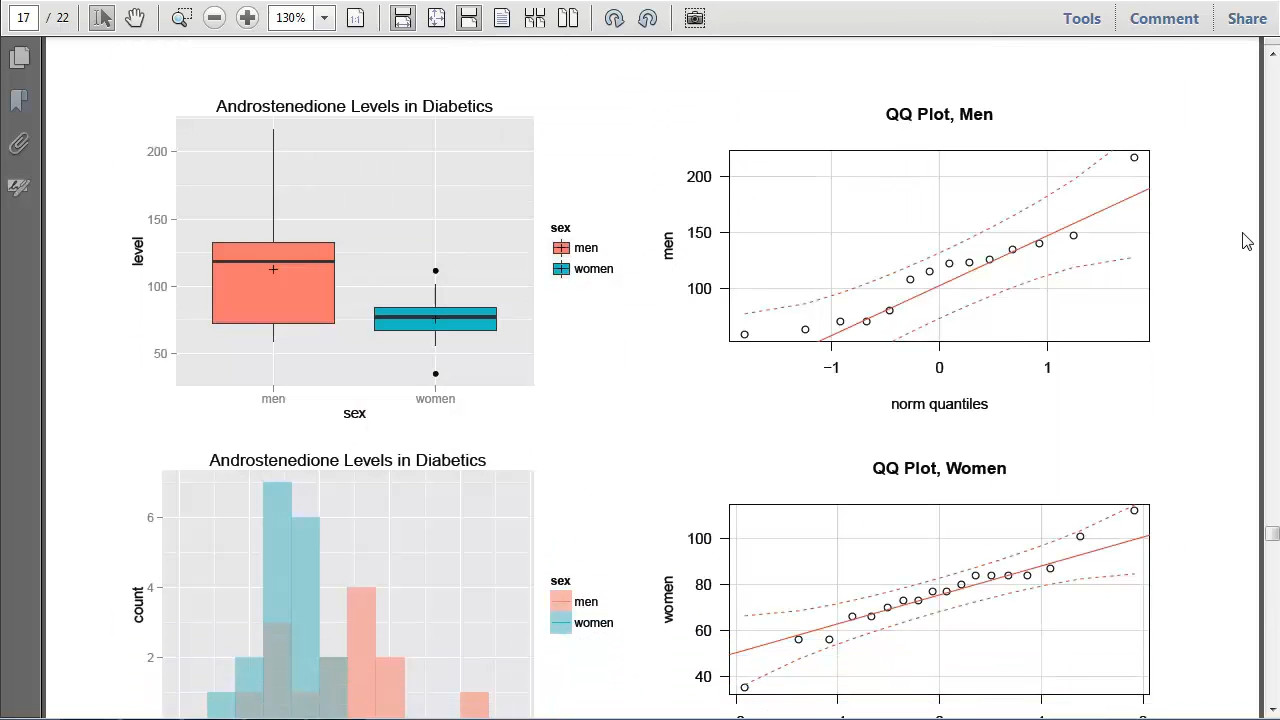 17 / 22 130% 1:1 Tools Comment Share
Androstenedione Levels in Diabetics
200
150
100
50
level
men women
sex
sex
men
women
QQ Plot, Men
200
150
100
men
−1 0 1
norm quantiles
Androstenedione Levels in Diabetics
6
4
2
count
sex
men
women
QQ Plot, Women
100
80
60
40
women